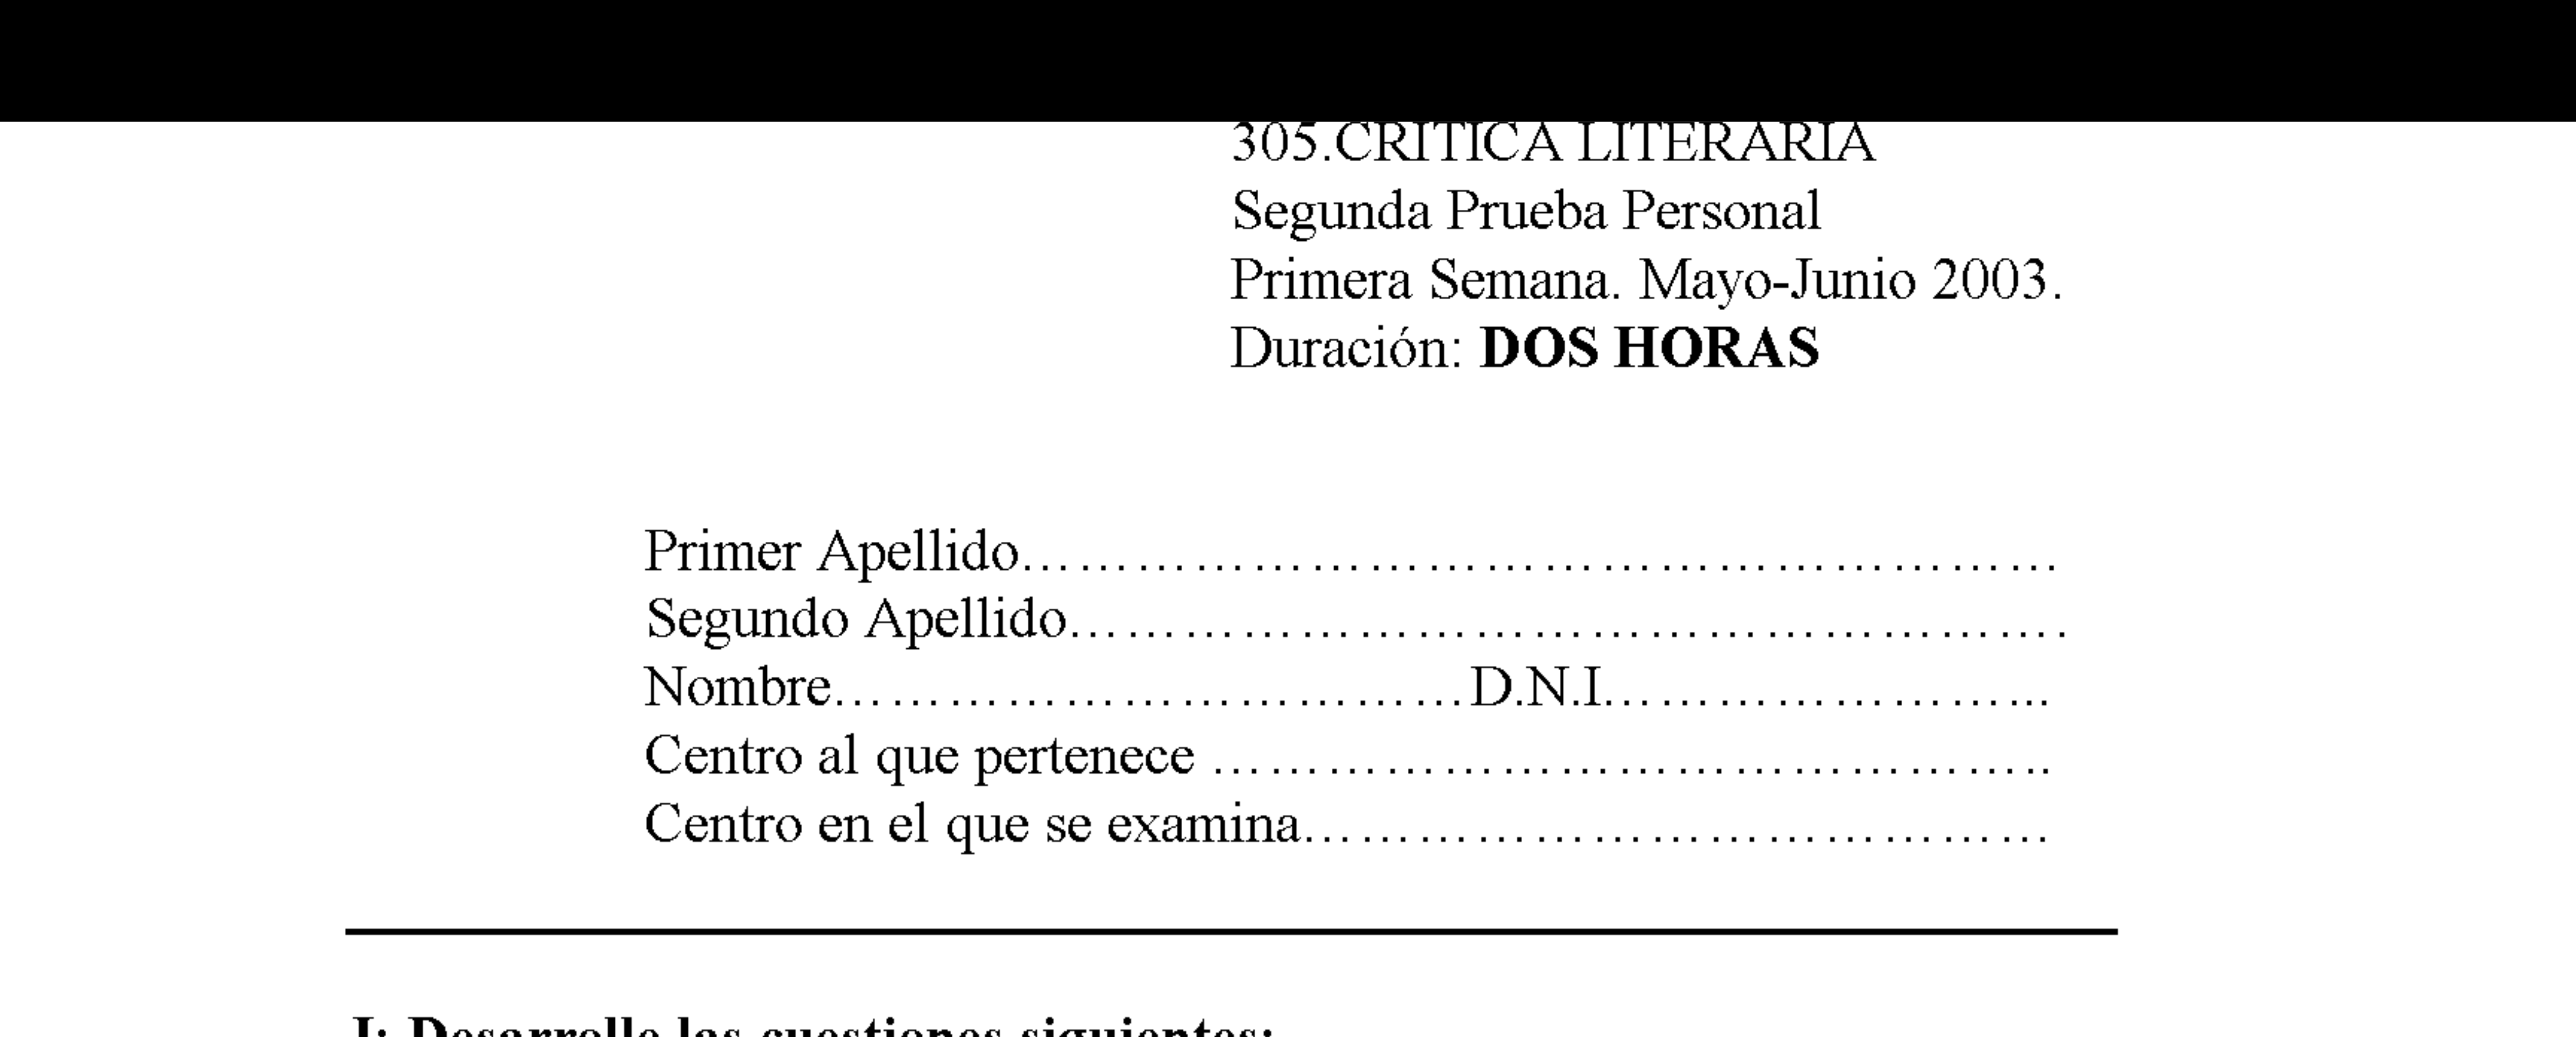 305.CRITICA LITERARIA
Segunda Prueba Personal
Primera Semana. Mayo-Junio 2003.
Duración: DOS HORAS
Primer Apellido……………………………………………………
Segundo Apellido…………………………………………………….
Nombre………………………………D.N.I……………………...
Centro al que pertenece …………………………………………..
Centro en el que se examina………………………………………
I: Desarrolle las cuestiones siguientes: